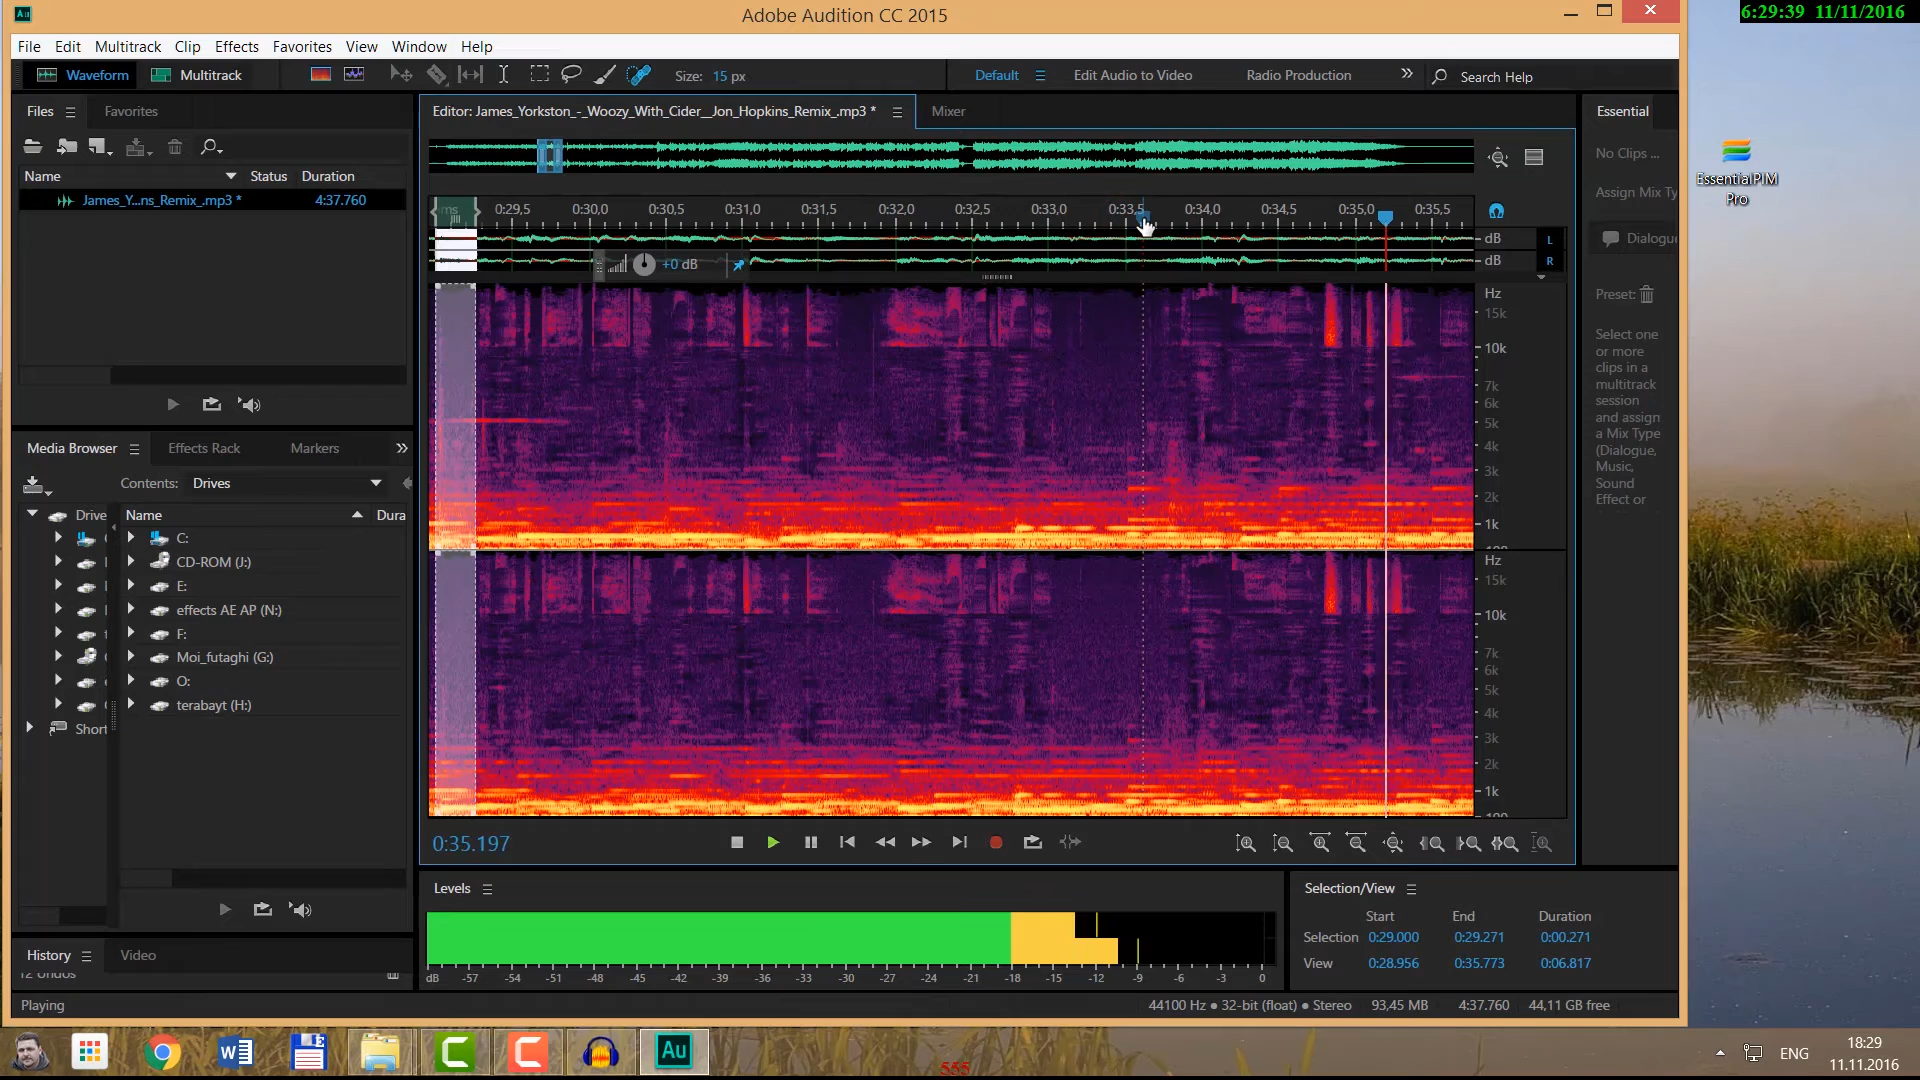 6:29:39 11/11/2016
Au
Adobe Audition CC 2015
File Edit Multitrack Clip Effects Favorites View Window Help
Waveform Multitrack Size: 15 px Default Edit Audio to Video Radio Production Search Help
Files Favorites
Editor: James_Yorkston_-_Woozy_With_Cider__Jon_Hopkins_Remix_.mp3 * Mixer
Essential
No Clips ...
Assign Mix Ty
Dialogue
Preset:
Select one
or more
clips in a
multitrack
session
and assign
a Mix Type
(Dialogue,
Music,
Sound
Effect or
Name Status Duration
James_Y...ns_Remix_.mp3 * 4:37.760
ms 0:29,5 0:30,0 0:30,5 0:31,0 0:31,5 0:32,0 0:32,5 0:33,0 0:33,5 0:34,0 0:34,5 0:35,0 0:35,5
dB L
dB R
+0 dB
Hz
15k
10k
7k
6k
5k
4k
3k
2k
1k
Hz
15k
10k
7k
6k
5k
4k
3k
2k
1k
Media Browser Effects Rack Markers
Contents: Drives
Drive
Short
Name Dura
C:
CD-ROM (J:)
E:
effects AE AP (N:)
F:
Moi_futaghi (G:)
O:
terabayt (H:)
0:35.197
Levels
dB -57 -54 -51 -48 -45 -42 -39 -36 -33 -30 -27 -24 -21 -18 -15 -12 -9 -6 -3 0
Selection/View
Start End Duration
Selection 0:29.000 0:29.271 0:00.271
View 0:28.956 0:35.773 0:06.817
History Video
12 Undos
Playing
44100 Hz • 32-bit (float) • Stereo 93,45 MB 4:37.760 44,11 GB free
EssentialPIM
Pro
Au
555
ENG
18:29
11.11.2016